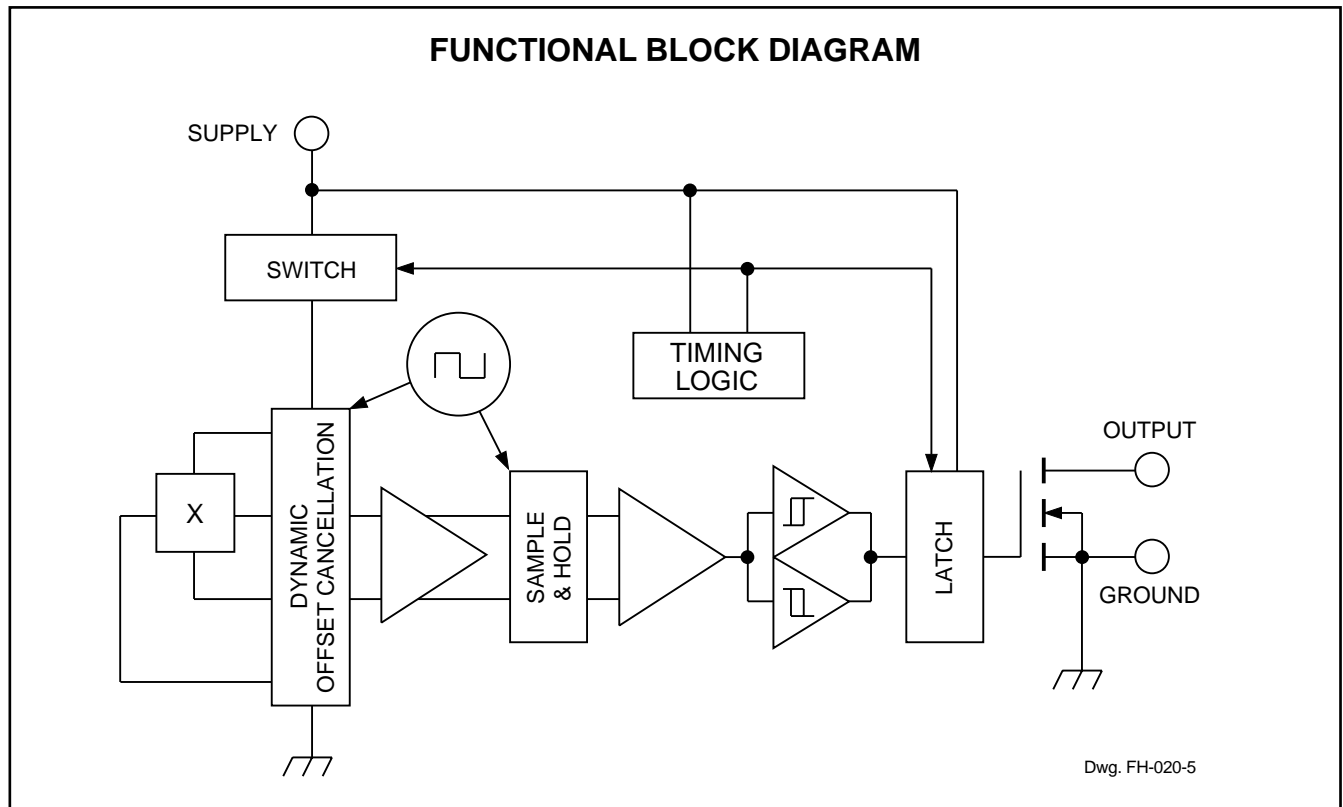 FUNCTIONAL BLOCK DIAGRAM
SUPPLY
SWITCH
TIMING
LOGIC
X
DYNAMIC
OFFSET CANCELLATION
SAMPLE
& HOLD
LATCH
OUTPUT
GROUND
Dwg. FH-020-5